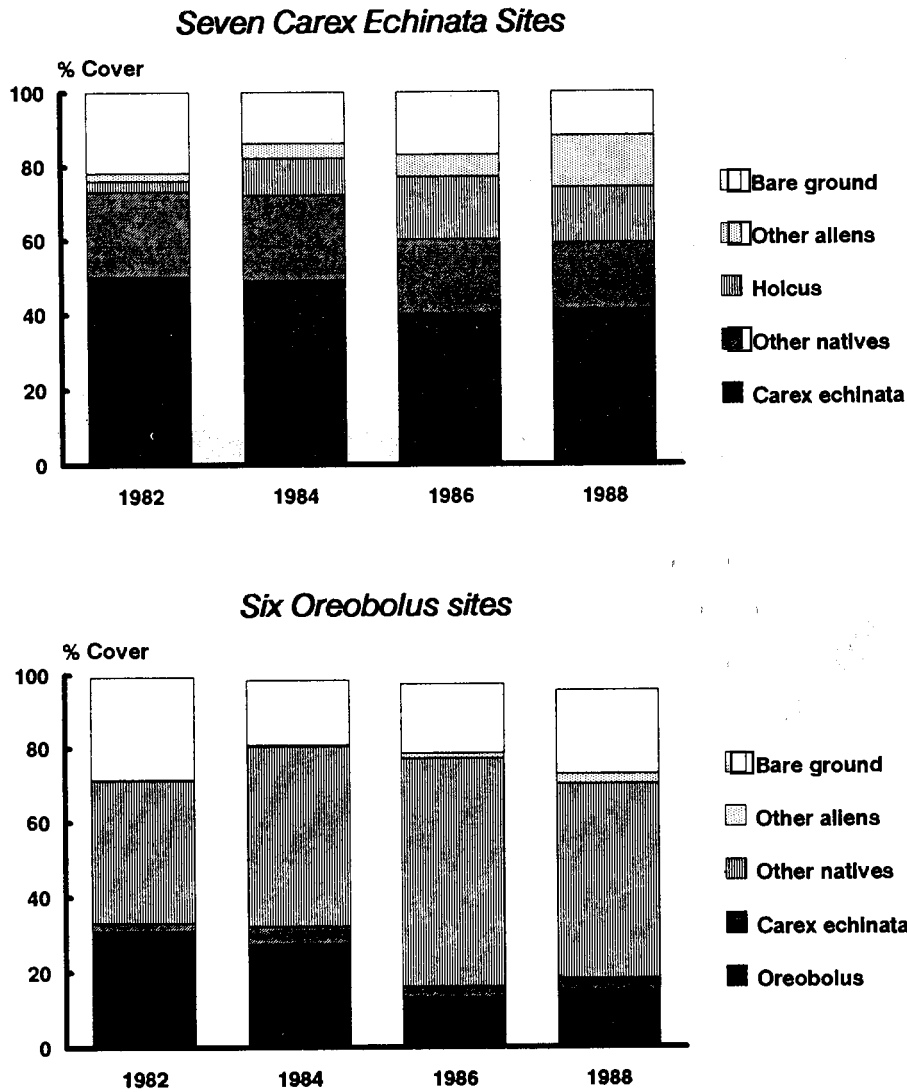 Seven Carex Echinata Sites
% Cover
100
80
60
40
20
0
1982 1984 1986 1988
Bare ground
Other aliens
Holcus
Other natives
Carex echinata
Six Oreobolus sites
% Cover
100
80
60
40
20
0
1982 1984 1986 1988
Bare ground
Other aliens
Other natives
Carex echinata
Oreobolus